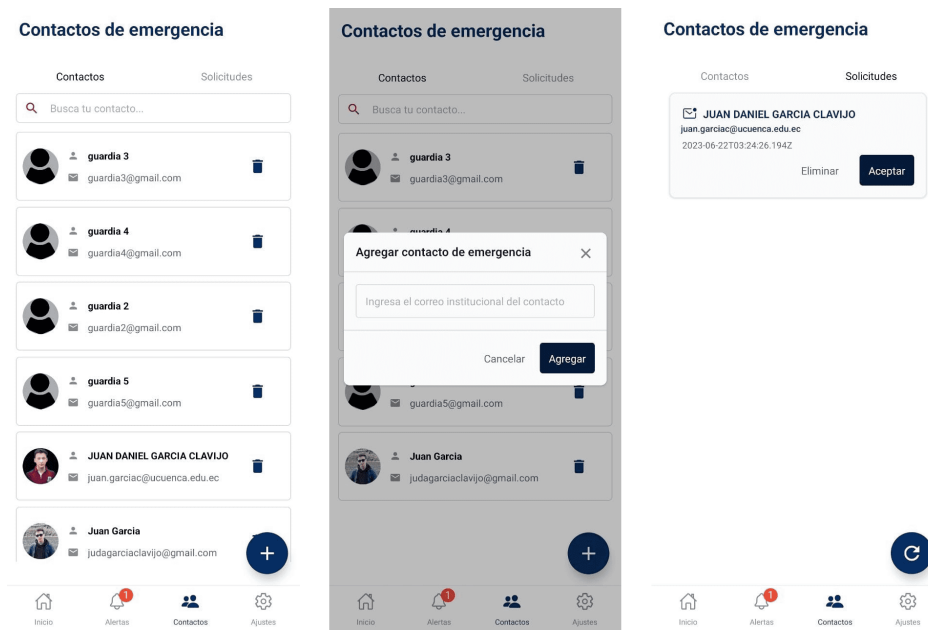 Contactos de emergencia
Contactos
Solicitudes
Busca tu contacto...
guardia 3
guardia3@gmail.com
guardia 4
guardia4@gmail.com
guardia 2
guardia2@gmail.com
guardia 5
guardia5@gmail.com
JUAN DANIEL GARCIA CLAVIJO
juan.garciac@ucuenca.edu.ec
Juan Garcia
judagarciaclavijo@gmail.com
+
1
Inicio
Alertas
Contactos
Ajustes
Contactos de emergencia
Contactos
Solicitudes
Busca tu contacto...
guardia 3
guardia3@gmail.com
guardia 4
Agregar contacto de emergencia
Ingresa el correo institucional del contacto
Cancelar
Agregar
guardia5@gmail.com
Juan Garcia
judagarciaclavijo@gmail.com
+
1
Inicio
Alertas
Contactos
Ajustes
Contactos de emergencia
Contactos
Solicitudes
JUAN DANIEL GARCIA CLAVIJO
juan.garciac@ucuenca.edu.ec
2023-06-22T03:24:26.194Z
Eliminar
Aceptar
1
Inicio
Alertas
Contactos
Ajustes